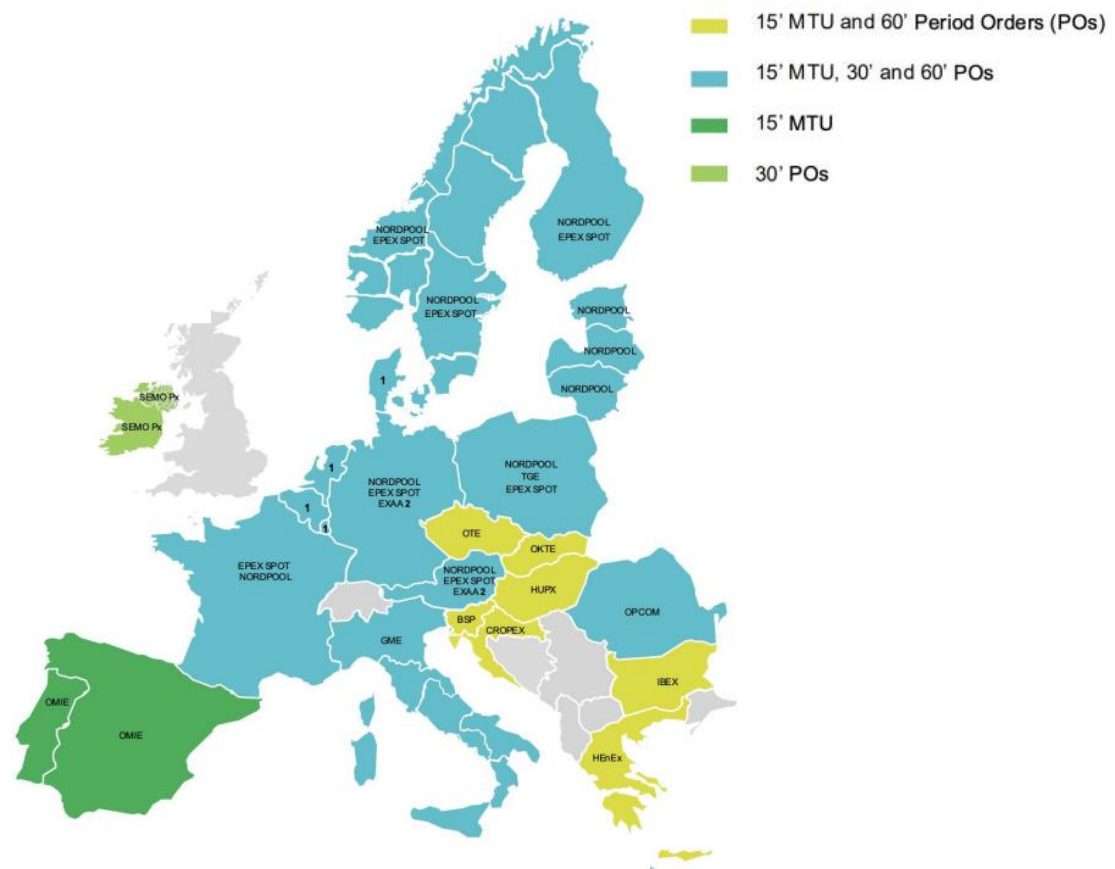 15' MTU and 60' Period Orders (POs)
15' MTU, 30' and 60' POs
15' MTU
30' POs
NORDPOOL
EPEX SPOT
NORDPOOL
EPEX SPOT
NORDPOOL
EPEX SPOT
NORDPOOL
NORDPOOL
NORDPOOL
1
SEMO Px
SEMO Px
1
1
1
NORDPOOL
EPEX SPOT
EXAA 2
NORDPOOL
TGE
EPEX SPOT
OTE
OKTE
EPEX SPOT
NORDPOOL
NORDPOOL
EPEX SPOT
EXAA 2
HUPX
OPCOM
BSP
CROPEX
GME
IBEX
OMIE
OMIE
HEnEx